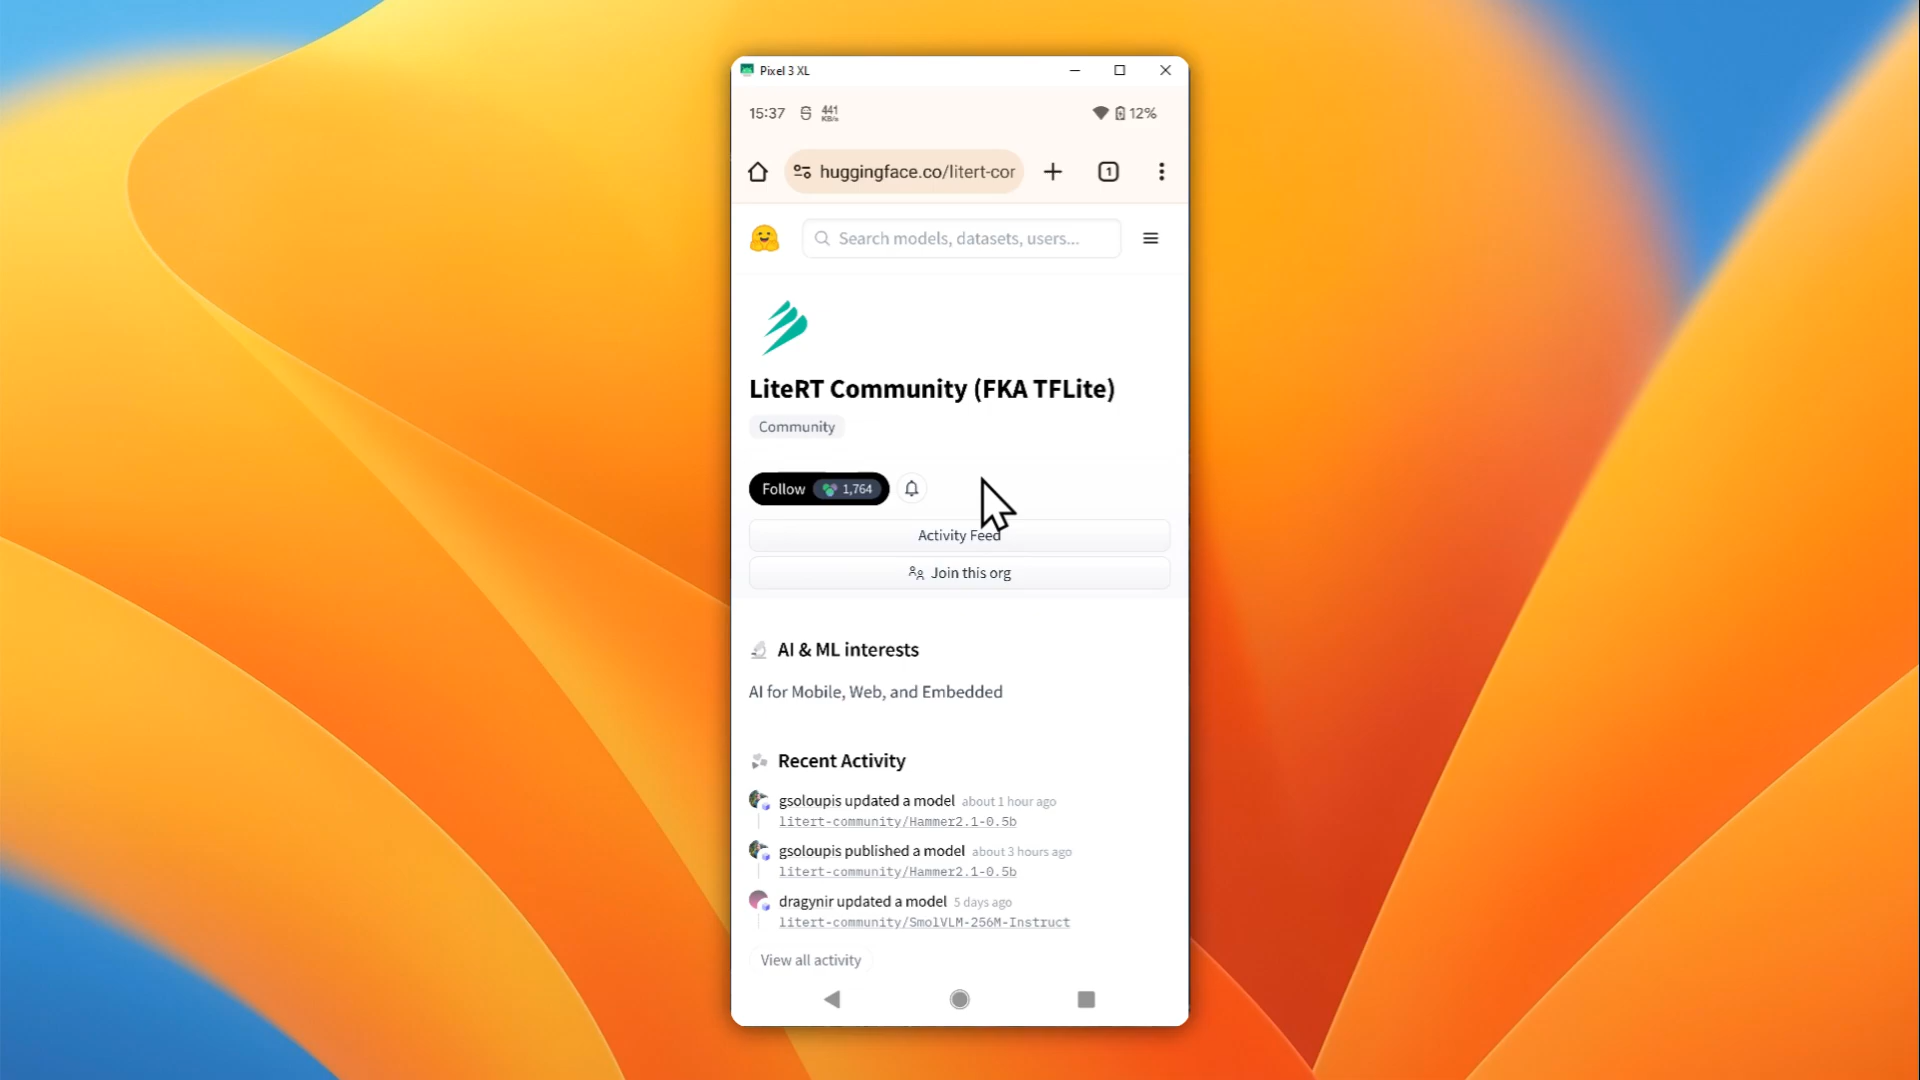 Pixel 3 XL
15:37 441 KB/s 12%
huggingface.co/litert-cor 1
Search models, datasets, users...
LiteRT Community (FKA TFLite)
Community
Follow 1,764
Activity Feed
Join this org
AI & ML interests
AI for Mobile, Web, and Embedded
Recent Activity
gsoloupis updated a model about 1 hour ago
litert-community/Hammer2.1-0.5b
gsoloupis published a model about 3 hours ago
litert-community/Hammer2.1-0.5b
dragynir updated a model 5 days ago
litert-community/SmolVLM-256M-Instruct
View all activity